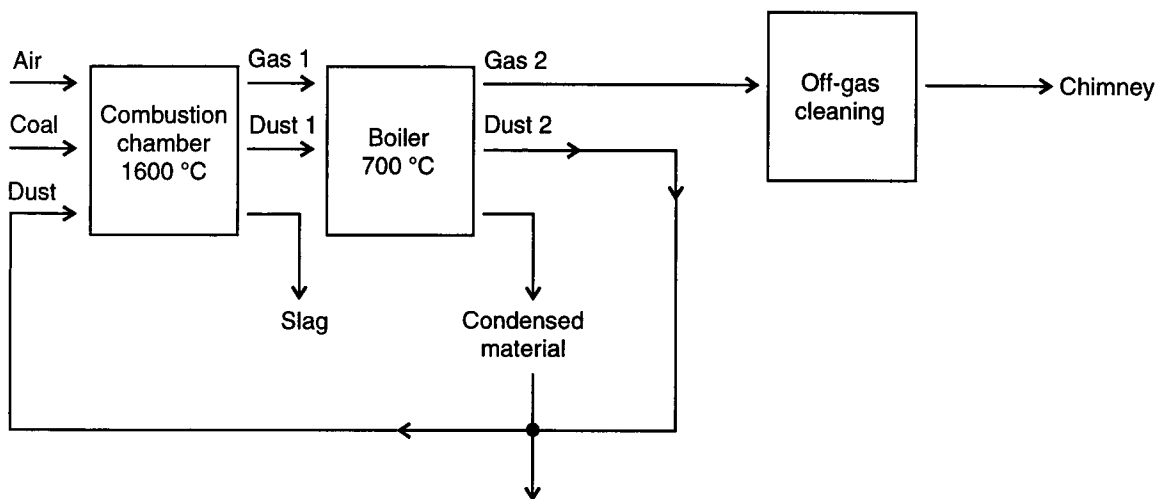 Air
Gas 1
Gas 2
Coal
Combustion
chamber
1600 °C
Dust 1
Boiler
700 °C
Dust 2
Off-gas
cleaning
Chimney
Dust
Slag
Condensed
material